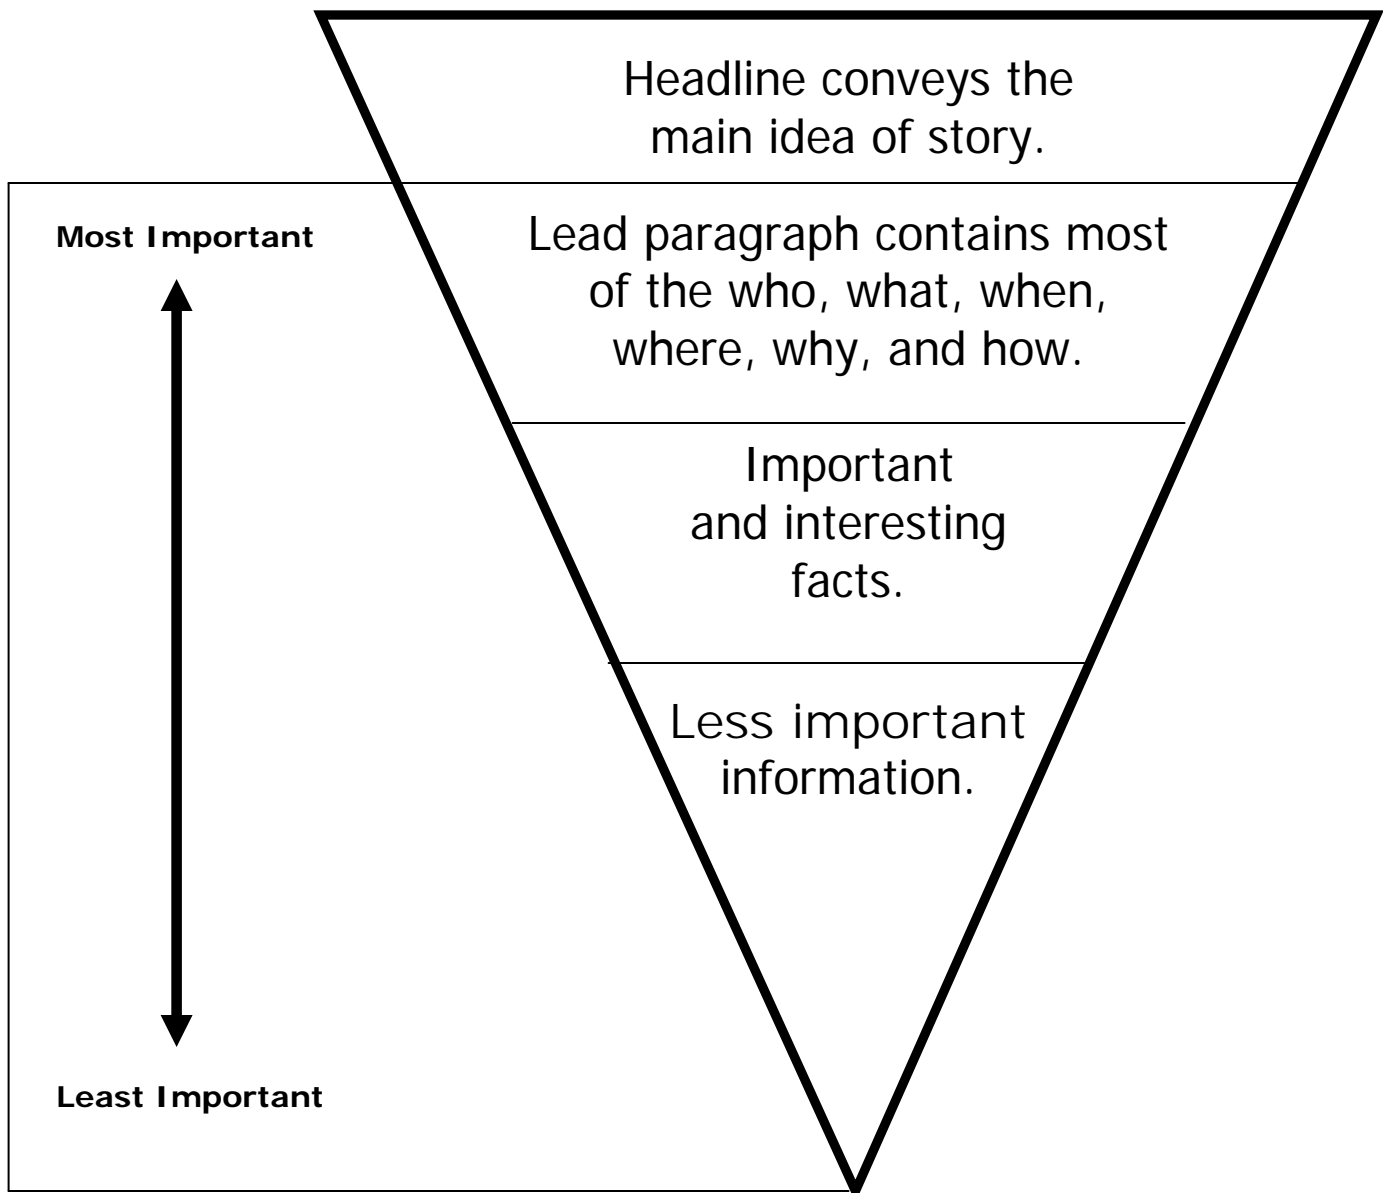 Headline conveys the
main idea of story.
Most Important
Lead paragraph contains most
of the who, what, when,
where, why, and how.
Important
and interesting
facts.
Less important
information.
Least Important